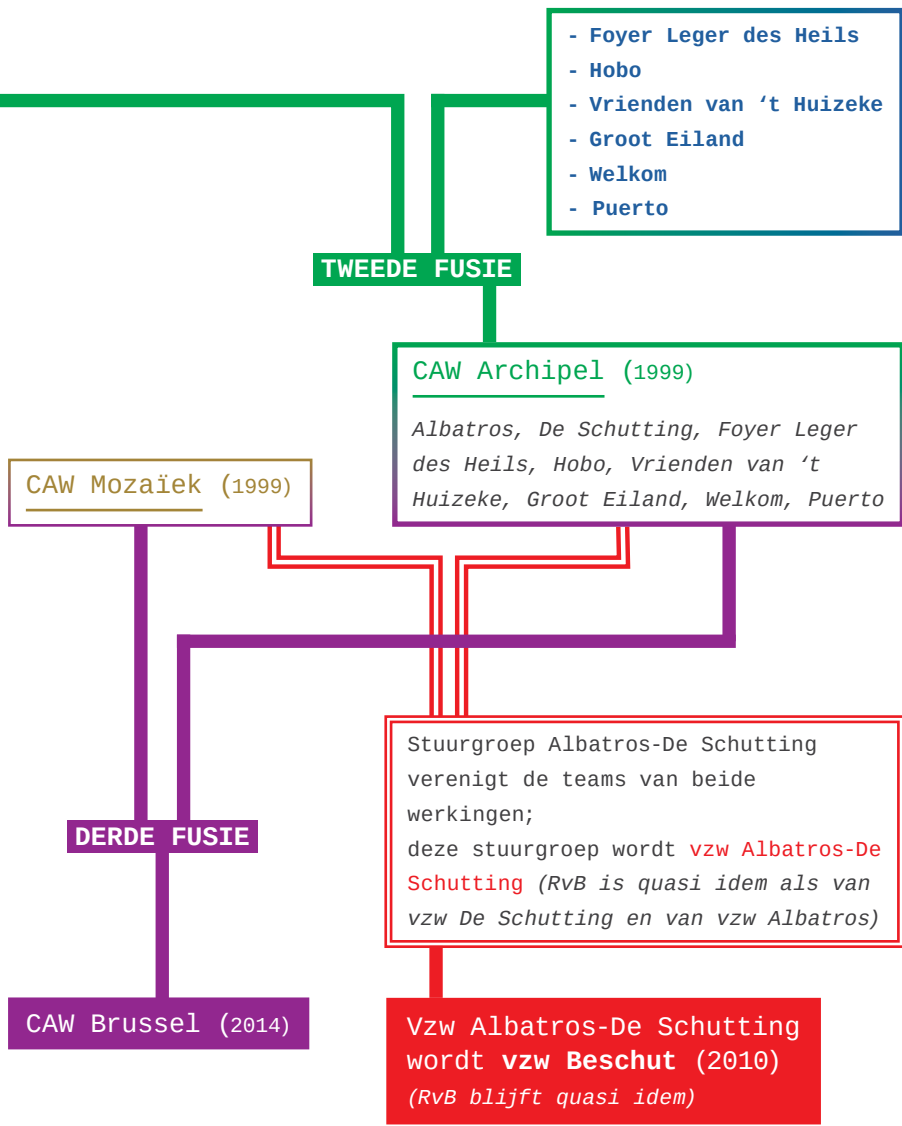 - Foyer Leger des Heils
- Hobo
- Vrienden van ‘t Huizeke
- Groot Eiland
- Welkom
- Puerto
TWEEDE FUSIE
CAW Archipel (1999)
Albatros, De Schutting, Foyer Leger
des Heils, Hobo, Vrienden van ‘t
Huizeke, Groot Eiland, Welkom, Puerto
CAW Mozaïek (1999)
Stuurgroep Albatros-De Schutting
verenigt de teams van beide
werkingen;
deze stuurgroep wordt vzw Albatros-De
Schutting (RvB is quasi idem als van
vzw De Schutting en van vzw Albatros)
DERDE FUSIE
CAW Brussel (2014)
Vzw Albatros-De Schutting
wordt vzw Beschut (2010)
(RvB blijft quasi idem)